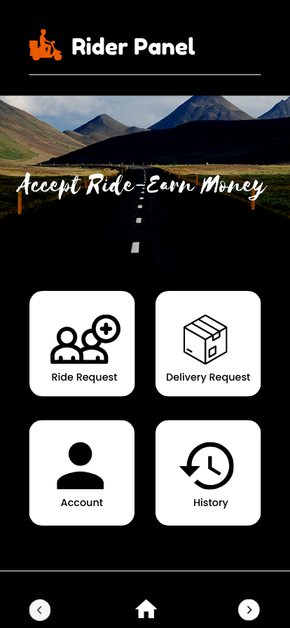 Rider Panel
Accept Ride-Earn Money
Ride Request
Delivery Request
Account
History